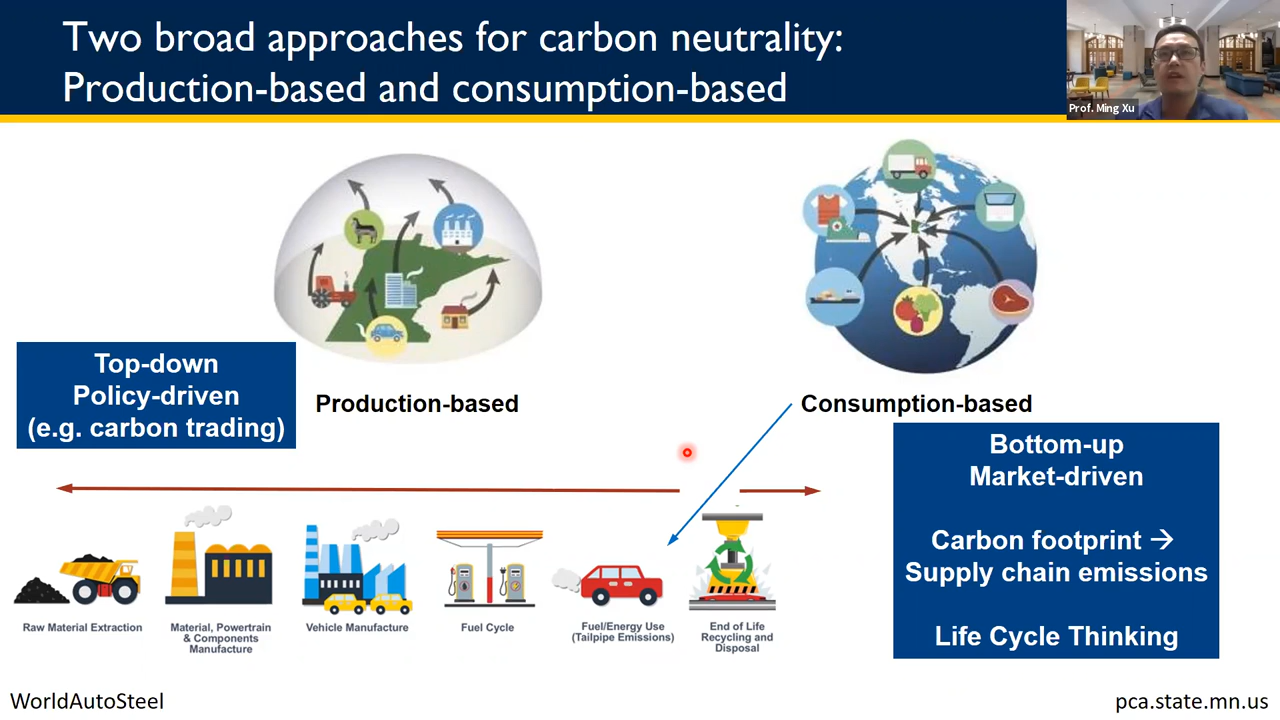 Two broad approaches for carbon neutrality:
Production-based and consumption-based
Prof. Ming Xu
Top-down
Policy-driven
(e.g. carbon trading)
Production-based
Consumption-based
Bottom-up
Market-driven
Carbon footprint →
Supply chain emissions
Life Cycle Thinking
Raw Material Extraction
Material, Powertrain
& Components
Manufacture
Vehicle Manufacture
Fuel Cycle
Fuel/Energy Use
(Tailpipe Emissions)
End of Life
Recycling and
Disposal
WorldAutoSteel
pca.state.mn.us